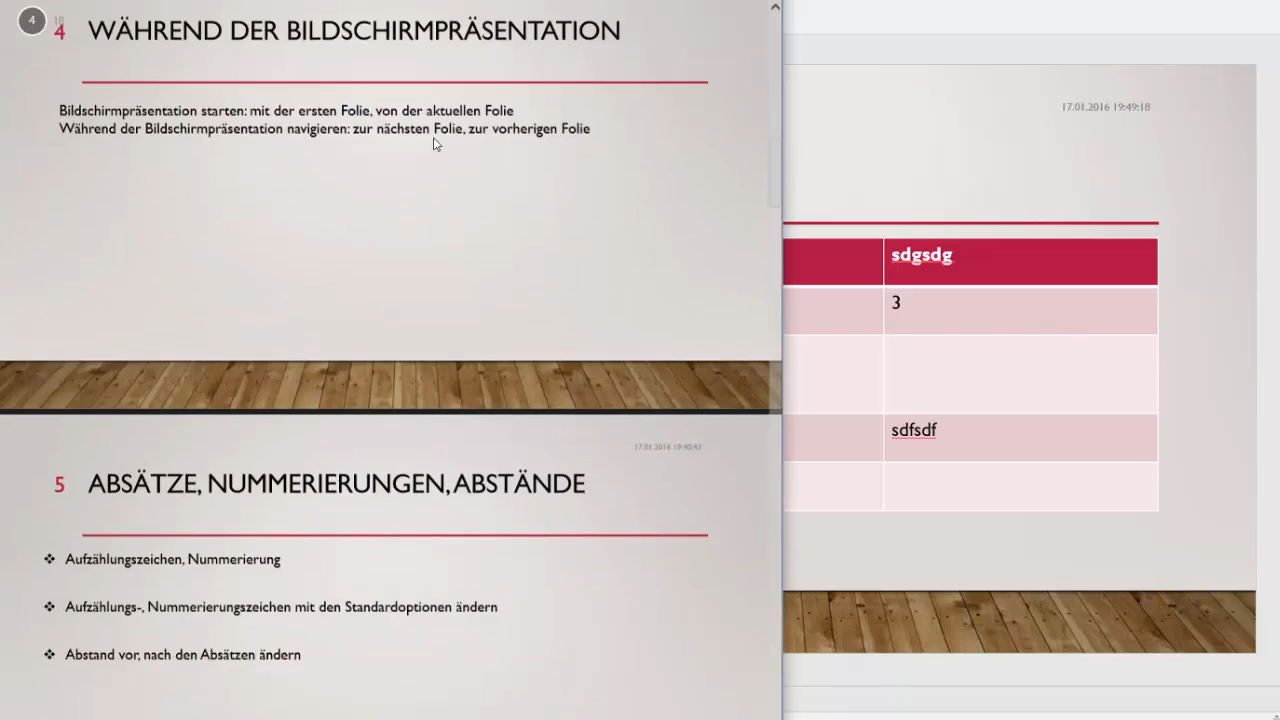 4
18
4 WÄHREND DER BILDSCHIRMPRÄSENTATION
Bildschirmpräsentation starten: mit der ersten Folie, von der aktuellen Folie
Während der Bildschirmpräsentation navigieren: zur nächsten Folie, zur vorherigen Folie
17.01.2016 19:49:18
sdgsdg
3
sdfsdf
5 ABSÄTZE, NUMMERIERUNGEN, ABSTÄNDE
❖ Aufzählungszeichen, Nummerierung
❖ Aufzählungs-, Nummerierungszeichen mit den Standardoptionen ändern
❖ Abstand vor, nach den Absätzen ändern